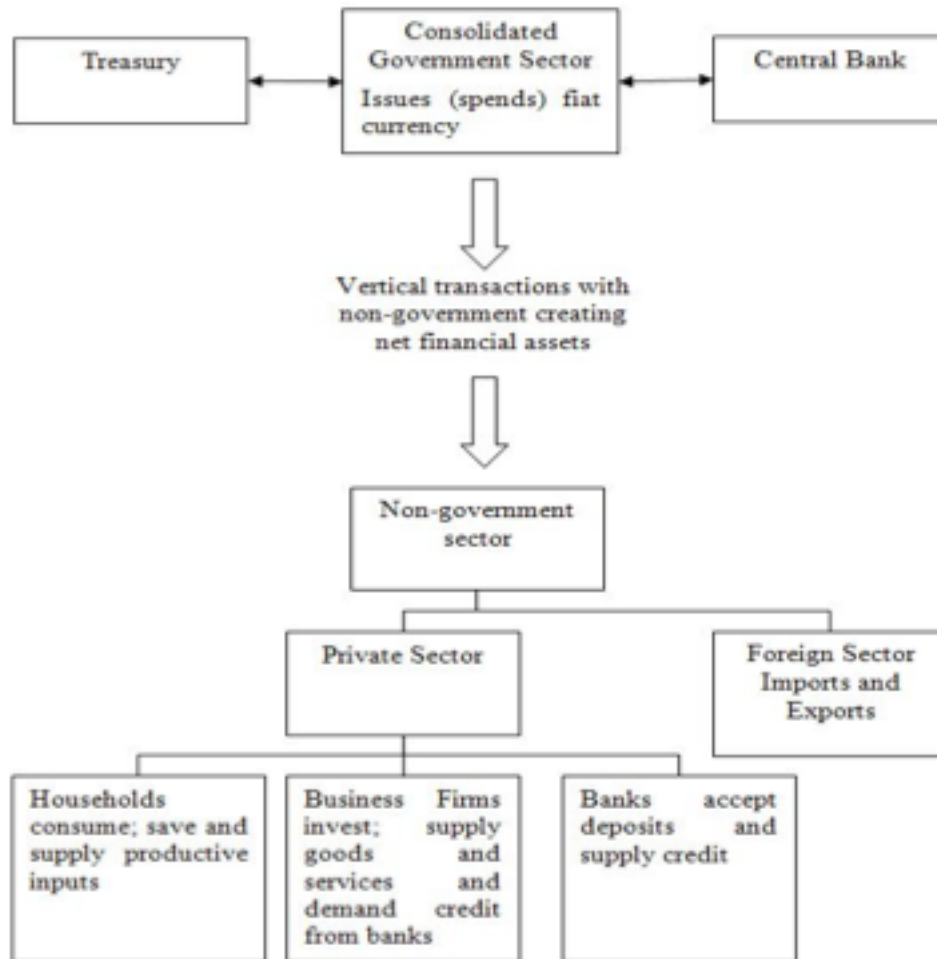 Treasury
Consolidated
Government Sector
Issues (spends) fiat
currency
Central Bank
Vertical transactions with
non-government creating
net financial assets
Non-government
sector
Private Sector
Foreign Sector
Imports and
Exports
Households
consume; save and
supply productive
inputs
Business Firms
invest; supply
goods and
services and
demand credit
from banks
Banks accept
deposits and
supply credit